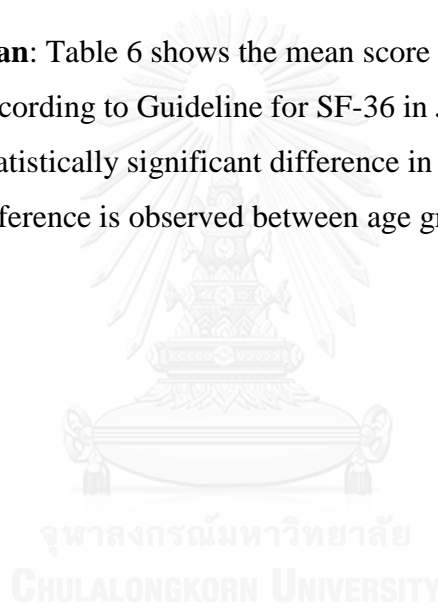 an: Table 6 shows the mean score
cording to Guideline for SF-36 in
atistically significant difference in
fference is observed between age gr
จุฬาลงกรณ์มหาวิทยาลัย
CHULALONGKORN UNIVERSITY